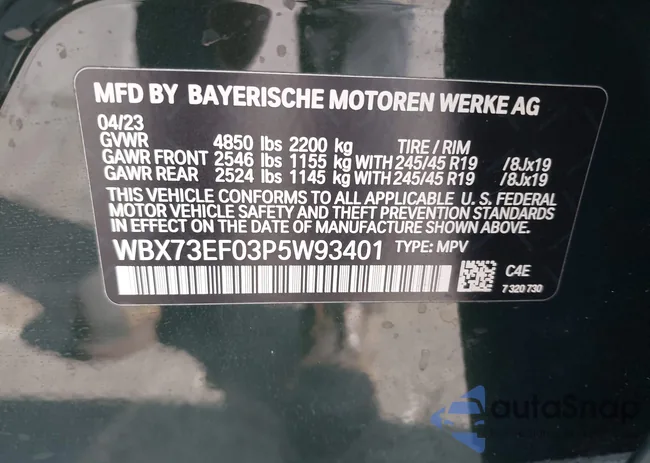 MFD BY BAYERISCHE MOTOREN WERKE AG
04/23
GVWR 4850 lbs 2200 kg TIRE / RIM
GAWR FRONT 2546 lbs 1155 kg WITH 245/45 R19 /8Jx19
GAWR REAR 2524 lbs 1145 kg WITH 245/45 R19 /8Jx19
THIS VEHICLE CONFORMS TO ALL APPLICABLE U.S. FEDERAL
MOTOR VEHICLE SAFETY AND THEFT PREVENTION STANDARDS
IN EFFECT ON THE DATE OF MANUFACTURE SHOWN ABOVE.
WBX73EF03P5W93401 TYPE: MPV
C4E
7 320 730
autoSnap